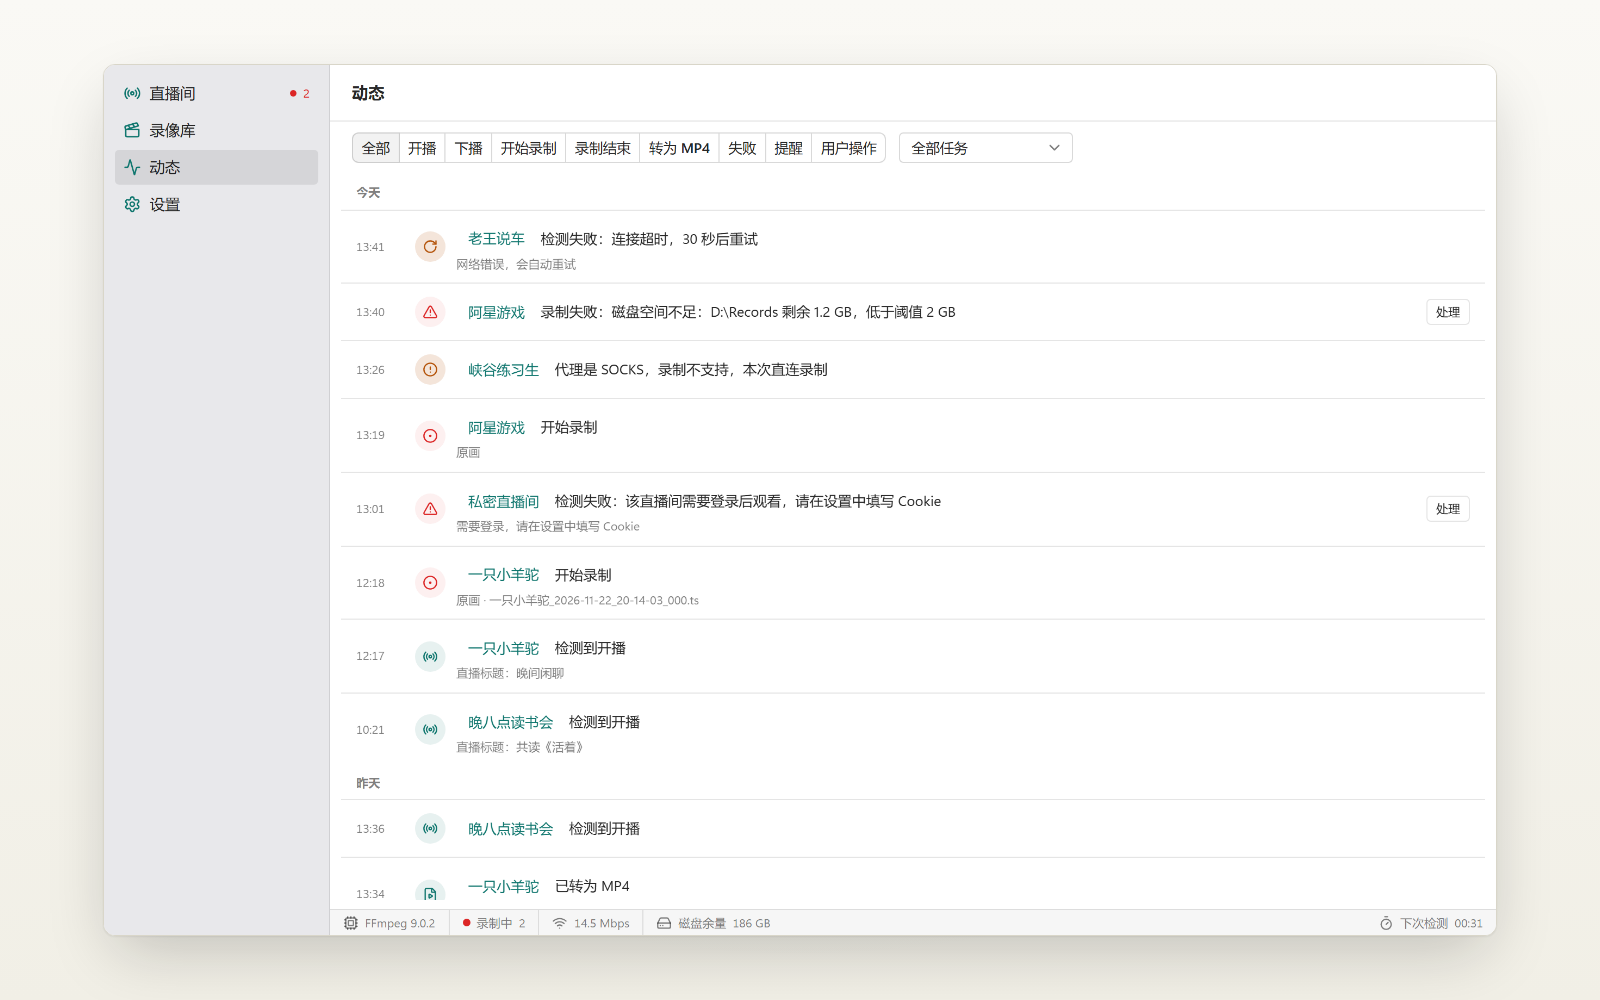 直播间 2
录像库
动态
设置
动态
全部 开播 下播 开始录制 录制结束 转为 MP4 失败 提醒 用户操作 全部任务
今天
13:41 老王说车 检测失败：连接超时，30 秒后重试
网络错误，会自动重试
13:40 阿星游戏 录制失败：磁盘空间不足：D:\Records 剩余 1.2 GB，低于阈值 2 GB 处理
13:26 峡谷练习生 代理是 SOCKS，录制不支持，本次直连录制
13:19 阿星游戏 开始录制
原画
13:01 私密直播间 检测失败：该直播间需要登录后观看，请在设置中填写 Cookie 处理
需要登录，请在设置中填写 Cookie
12:18 一只小羊驼 开始录制
原画 · 一只小羊驼_2026-11-22_20-14-03_000.ts
12:17 一只小羊驼 检测到开播
直播标题：晚间闲聊
10:21 晚八点读书会 检测到开播
直播标题：共读《活着》
昨天
13:36 晚八点读书会 检测到开播
13:34 一只小羊驼 已转为 MP4
FFmpeg 9.0.2 录制中 2 14.5 Mbps 磁盘余量 186 GB 下次检测 00:31